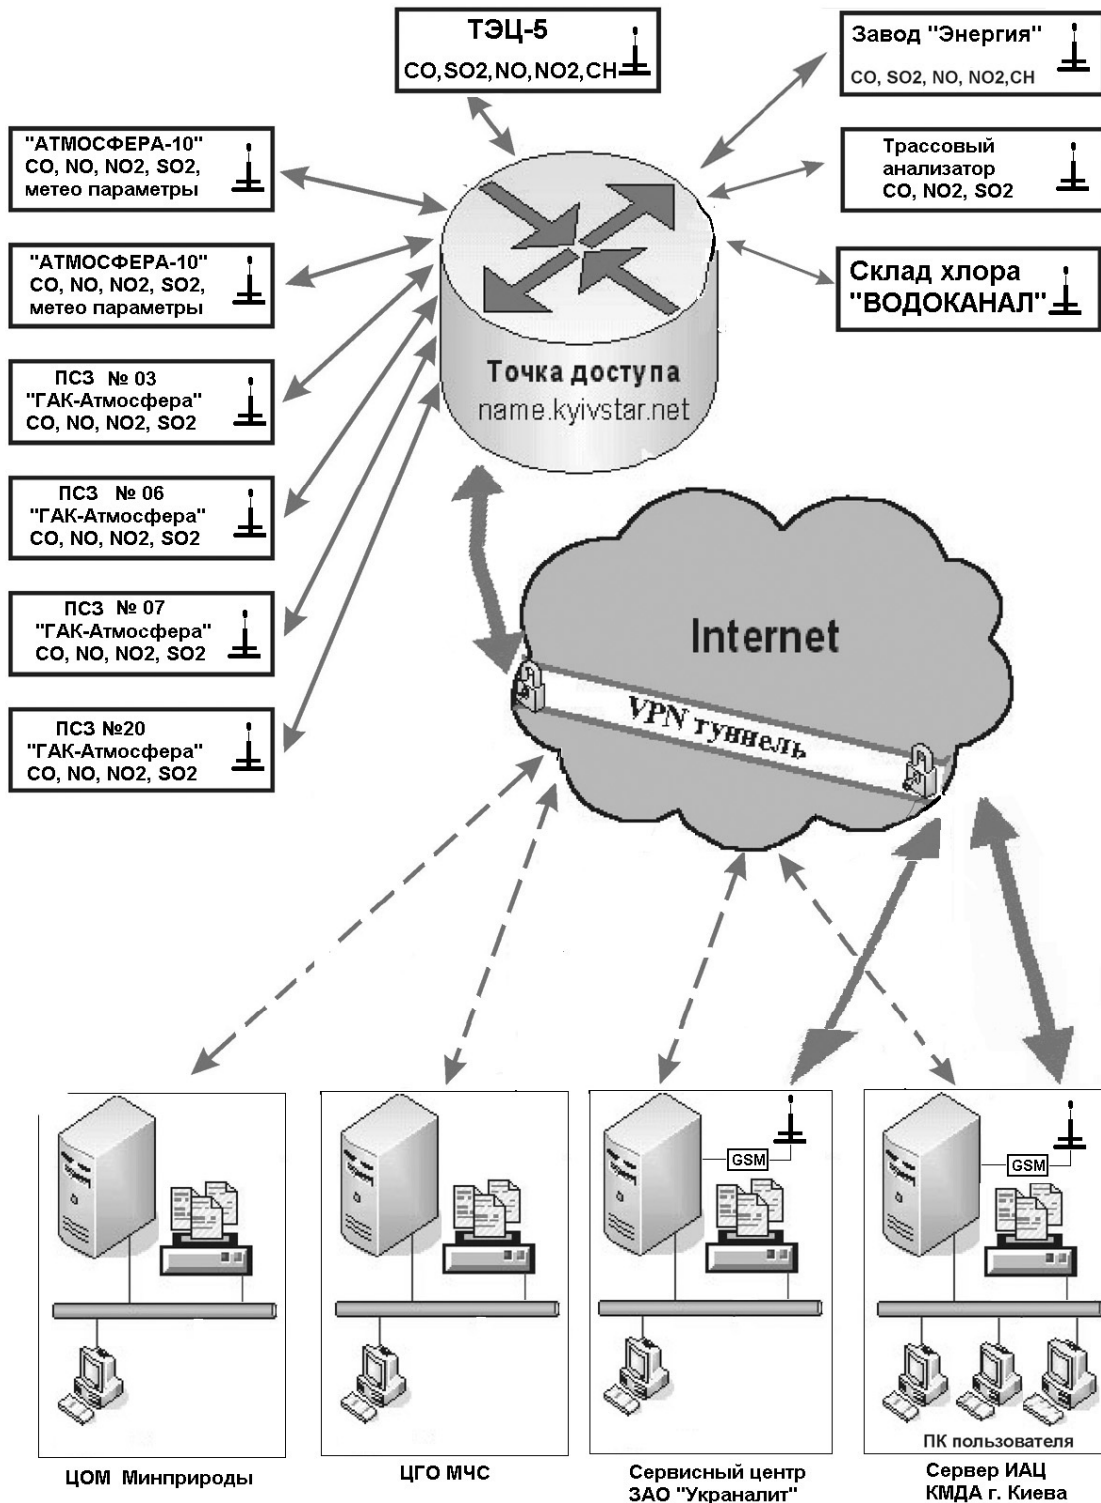 ТЭЦ-5
CO,SO2,NO,NO2,CH
Завод "Энергия"
CO, SO2, NO, NO2,CH
"АТМОСФЕРА-10"
CO, NO, NO2, SO2,
метео параметры
Трассовый
анализатор
CO, NO2, SO2
"АТМОСФЕРА-10"
CO, NO, NO2, SO2,
метео параметры
Склад хлора
"ВОДОКАНАЛ"
Точка доступа
name.kyivstar.net
ПСЗ № 03
"ГАК-Атмосфера"
CO, NO, NO2, SO2
ПСЗ № 06
"ГАК-Атмосфера"
CO, NO, NO2, SO2
ПСЗ № 07
"ГАК-Атмосфера"
CO, NO, NO2, SO2
ПСЗ №20
"ГАК-Атмосфера"
CO, NO, NO2, SO2
Internet
VPN туннель
GSM
GSM
ПК пользователя
ЦОМ Минприроды
ЦГО МЧС
Сервисный центр
ЗАО "Украналит"
Сервер ИАЦ
КМДА г. Киева